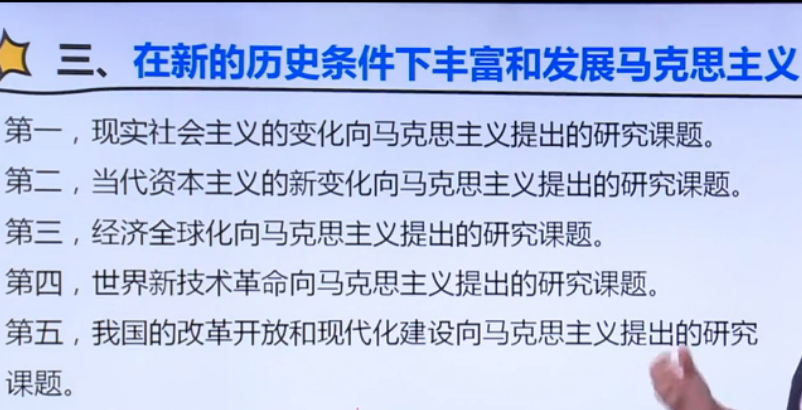 三、在新的历史条件下丰富和发展马克思主义
第一，现实社会主义的变化向马克思主义提出的研究课题。
第二，当代资本主义的新变化向马克思主义提出的研究课题。
第三，经济全球化向马克思主义提出的研究课题。
第四，世界新技术革命向马克思主义提出的研究课题。
第五，我国的改革开放和现代化建设向马克思主义提出的研究
课题。